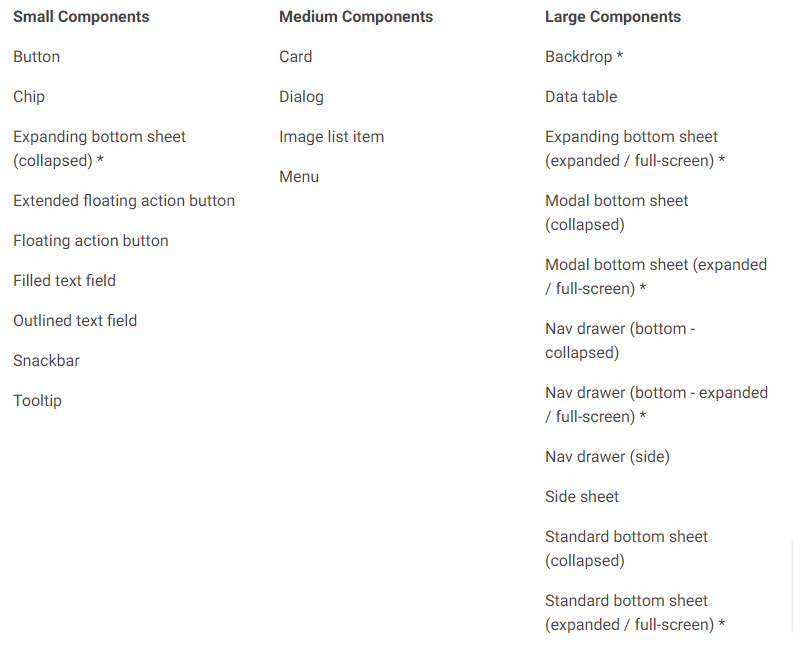 Small Components
Button
Chip
Expanding bottom sheet
(collapsed) *
Extended floating action button
Floating action button
Filled text field
Outlined text field
Snackbar
Tooltip
Medium Components
Card
Dialog
Image list item
Menu
Large Components
Backdrop *
Data table
Expanding bottom sheet
(expanded / full-screen) *
Modal bottom sheet
(collapsed)
Modal bottom sheet (expanded
/ full-screen) *
Nav drawer (bottom -
collapsed)
Nav drawer (bottom - expanded
/ full-screen) *
Nav drawer (side)
Side sheet
Standard bottom sheet
(collapsed)
Standard bottom sheet
(expanded / full-screen) *